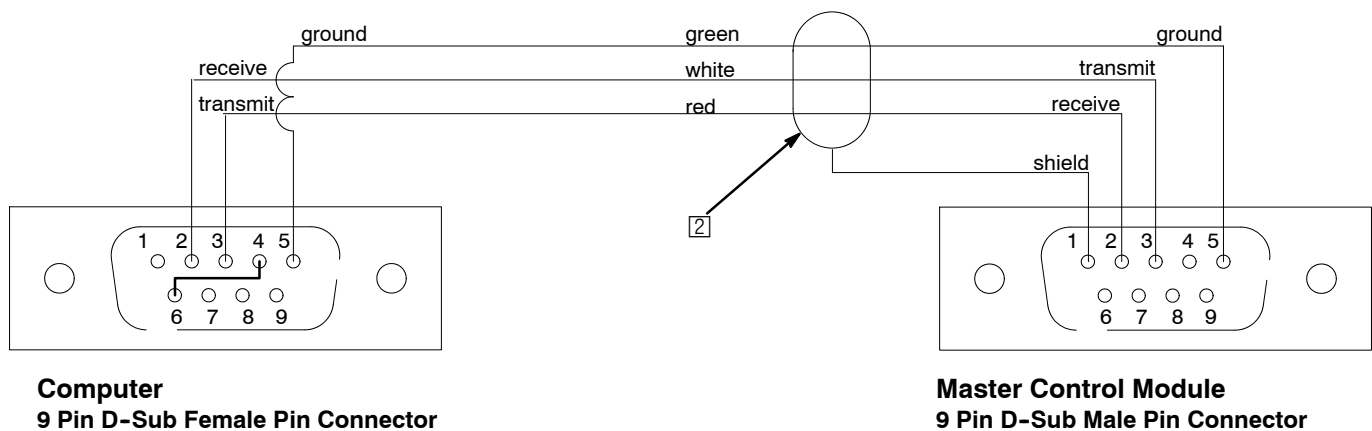 ground green ground
receive white transmit
transmit red receive
shield
2
1 2 3 4 5
6 7 8 9
1 2 3 4 5
6 7 8 9
Computer
9 Pin D-Sub Female Pin Connector
Master Control Module
9 Pin D-Sub Male Pin Connector